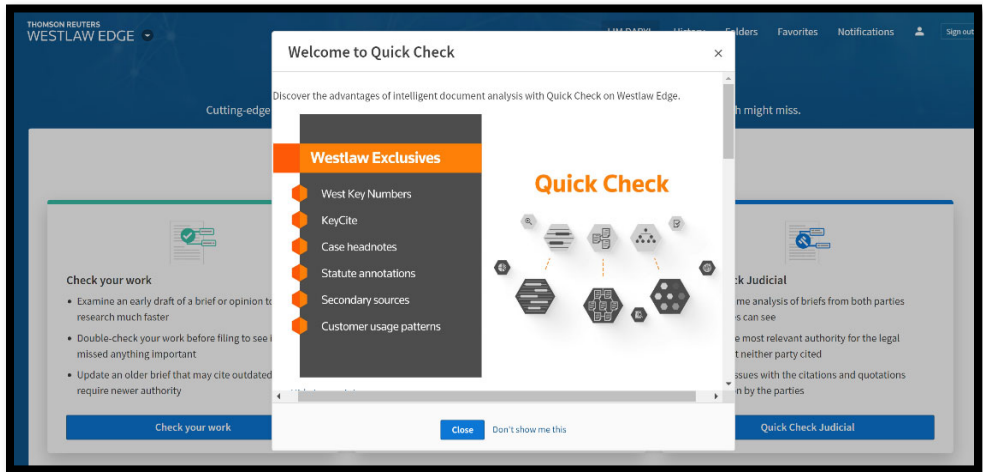 THOMSON REUTERS
WESTLAW EDGE
History
Folders
Favorites
Notifications
Sign out
Cutting-edge
h might miss.
Welcome to Quick Check
×
Discover the advantages of intelligent document analysis with Quick Check on Westlaw Edge.
Westlaw Exclusives
West Key Numbers
KeyCite
Case headnotes
Statute annotations
Secondary sources
Customer usage patterns
Quick Check
Close
Don't show me this
Check your work
• Examine an early draft of a brief or opinion to
research much faster
• Double-check your work before filing to see i
missed anything important
• Update an older brief that may cite outdated
require newer authority
Check your work
ck Judicial
me analysis of briefs from both parties
s can see
e most relevant authority for the legal
t neither party cited
ssues with the citations and quotations
n by the parties
Quick Check Judicial